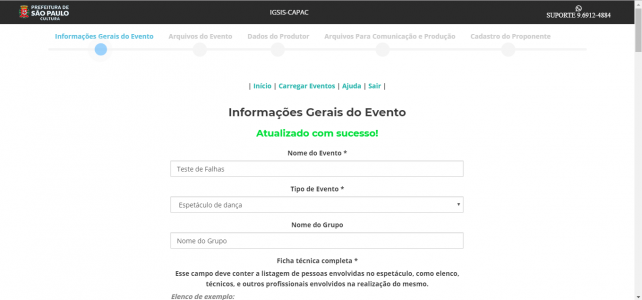 PREFEITURA DE
SÃO PAULO
CULTURA
IGSIS-CAPAC
SUPORTE 9.6912-4884
Informações Gerais do Evento
Arquivos do Evento
Dados do Produtor
Arquivos Para Comunicação e Produção
Cadastro do Proponente
| Início | Carregar Eventos | Ajuda | Sair |
Informações Gerais do Evento
Atualizado com sucesso!
Nome do Evento *
Teste de Falhas
Tipo de Evento *
Espetáculo de dança
Nome do Grupo
Nome do Grupo
Ficha técnica completa *
Esse campo deve conter a listagem de pessoas envolvidas no espetáculo, como elenco,
técnicos, e outros profissionais envolvidos na realização do mesmo.
Elenco de exemplo: